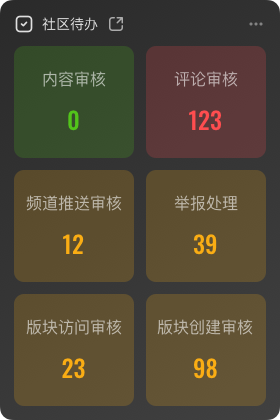 社区待办
内容审核
0
评论审核
123
频道推送审核
12
举报处理
39
版块访问审核
23
版块创建审核
98